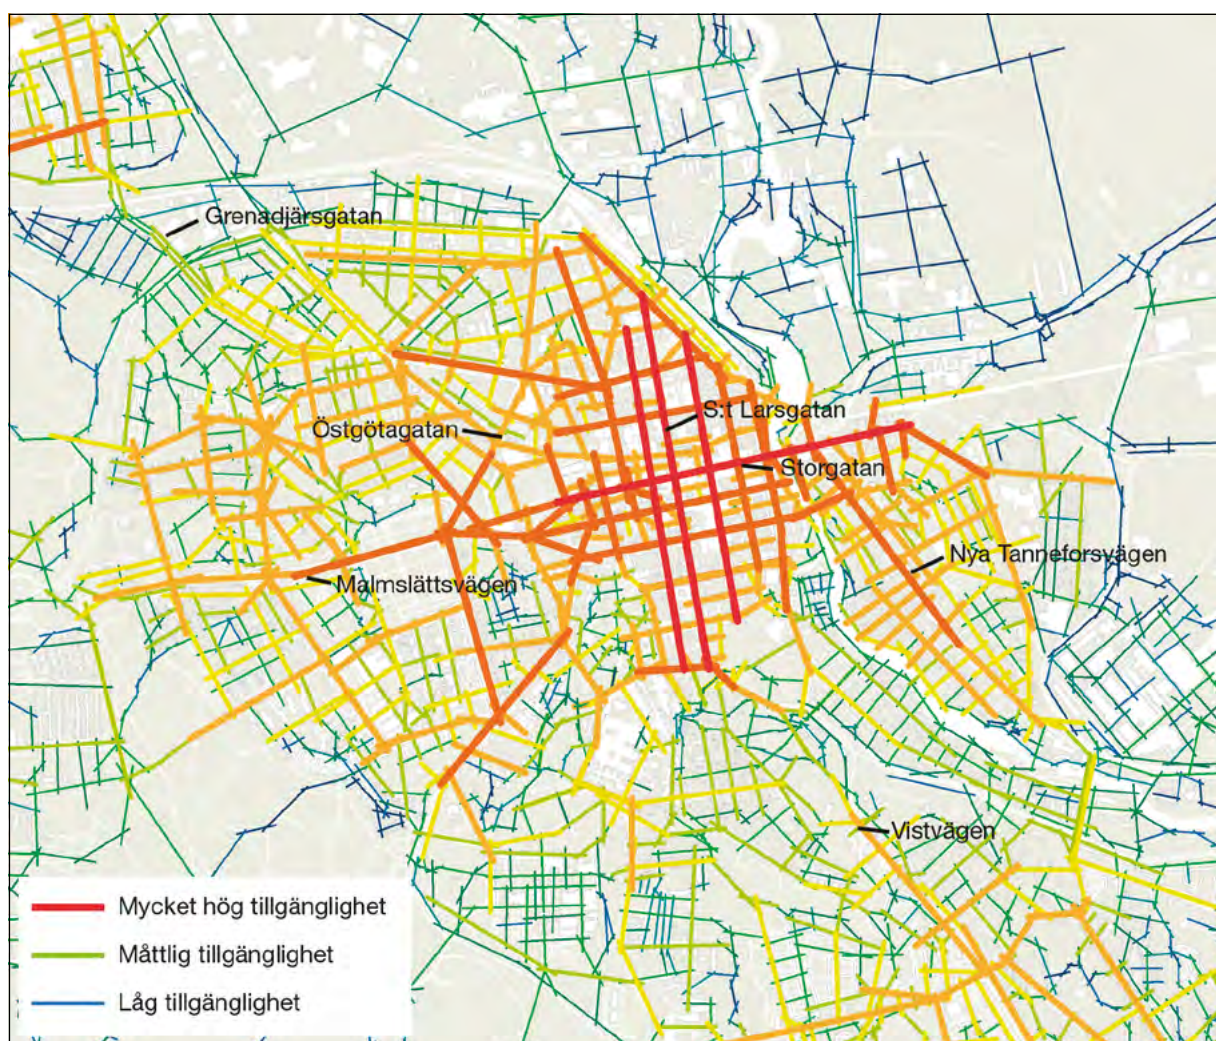 Grenadjärsgatan
S:t Larsgatan
Östgötagatan
Storgatan
Nya Tanneforsvägen
Malmslättsvägen
Vistvägen
Mycket hög tillgänglighet
Måttlig tillgänglighet
Låg tillgänglighet